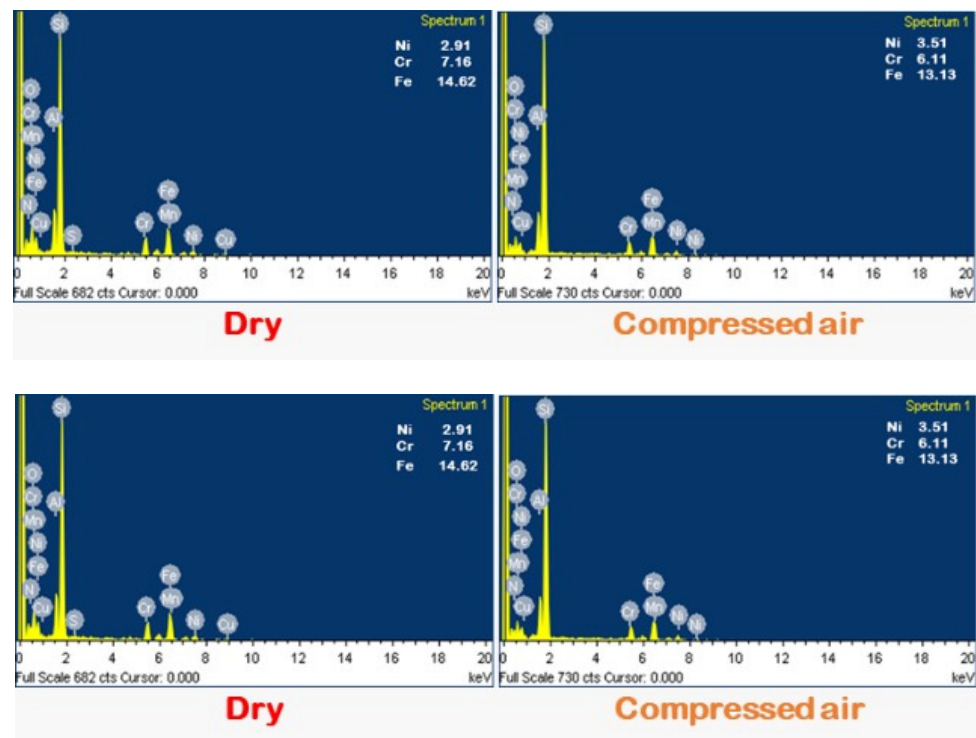 Si
Spectrum 1
Ni 2.91
Cr 7.16
Fe 14.62
O
Cr
Al
Mn
Ni
Fe
Fe
N
Mn
Cu
S
Cr
Ni
Cu
0 2 4 6 8 10 12 14 16 18 20
Full Scale 682 cts Cursor: 0.000 keV
Dry
Si
Spectrum 1
Ni 3.51
Cr 6.11
Fe 13.13
O
Cr
Al
Ni
Fe
Mn
Fe
N
Cu
Mn
Cr
Ni
Ni
0 2 4 6 8 10 12 14 16 18 20
Full Scale 730 cts Cursor: 0.000 keV
Compressed air
Si
Spectrum 1
Ni 2.91
Cr 7.16
Fe 14.62
O
Cr
Al
Mn
Ni
Fe
Fe
N
Mn
Cu
S
Cr
Ni
Cu
0 2 4 6 8 10 12 14 16 18 20
Full Scale 682 cts Cursor: 0.000 keV
Dry
Si
Spectrum 1
Ni 3.51
Cr 6.11
Fe 13.13
O
Cr
Al
Ni
Fe
Mn
Fe
N
Cu
Mn
Cr
Ni
Ni
0 2 4 6 8 10 12 14 16 18 20
Full Scale 730 cts Cursor: 0.000 keV
Compressed air